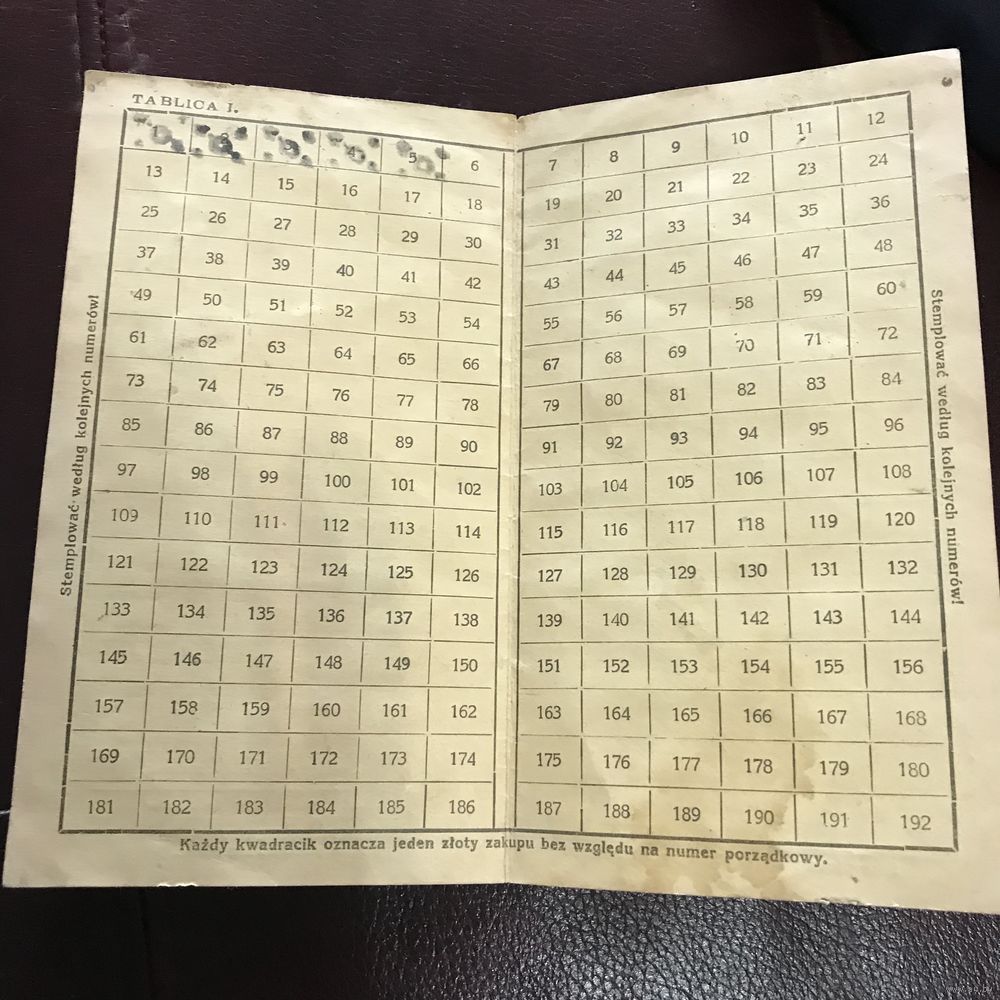 TABLICA I.
1 2 3 4 5 6 7 8 9 10 11 12
13 14 15 16 17 18 19 20 21 22 23 24
25 26 27 28 29 30 31 32 33 34 35 36
37 38 39 40 41 42 43 44 45 46 47 48
49 50 51 52 53 54 55 56 57 58 59 60
61 62 63 64 65 66 67 68 69 70 71 72
73 74 75 76 77 78 79 80 81 82 83 84
85 86 87 88 89 90 91 92 93 94 95 96
97 98 99 100 101 102 103 104 105 106 107 108
109 110 111 112 113 114 115 116 117 118 119 120
121 122 123 124 125 126 127 128 129 130 131 132
133 134 135 136 137 138 139 140 141 142 143 144
145 146 147 148 149 150 151 152 153 154 155 156
157 158 159 160 161 162 163 164 165 166 167 168
169 170 171 172 173 174 175 176 177 178 179 180
181 182 183 184 185 186 187 188 189 190 191 192
Stemplować według kolejnych numerów!
Stemplować według kolejnych numerów!
Każdy kwadracik oznacza jeden złoty zakupu bez względu na numer porządkowy.